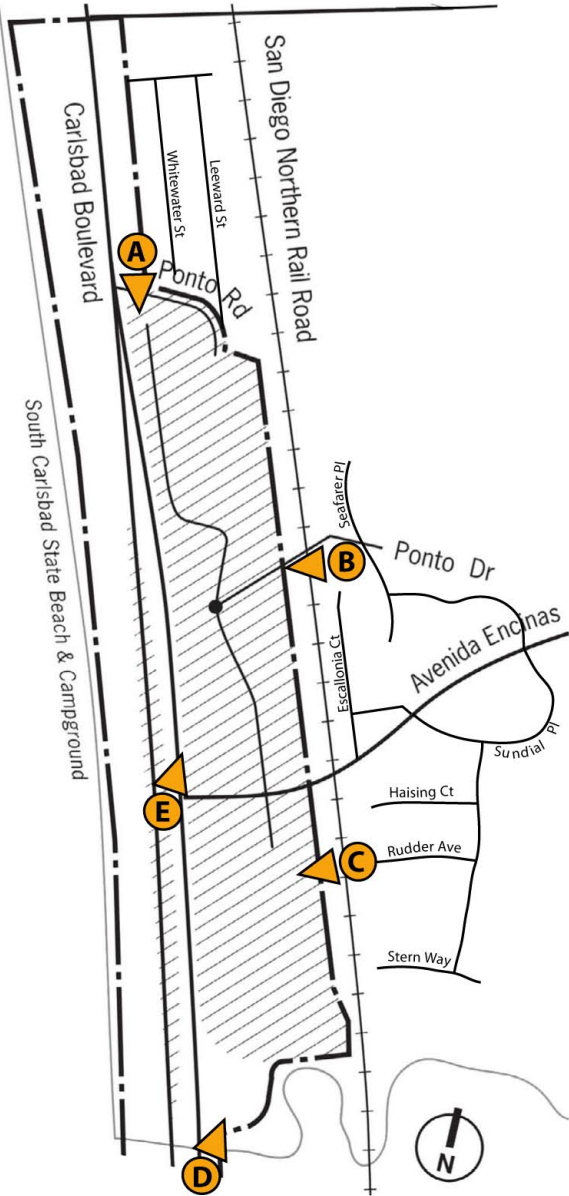 San Diego Northern Rail Road
Carlsbad Boulevard
Whitewater St
Leeward St
A
Ponto Rd
South Carlsbad State Beach & Campground
Seafarer Pl
B
Ponto Dr
Avenida Encinas
Escallonia Ct
Sundial Pl
E
Haising Ct
C
Rudder Ave
Stern Way
D
N